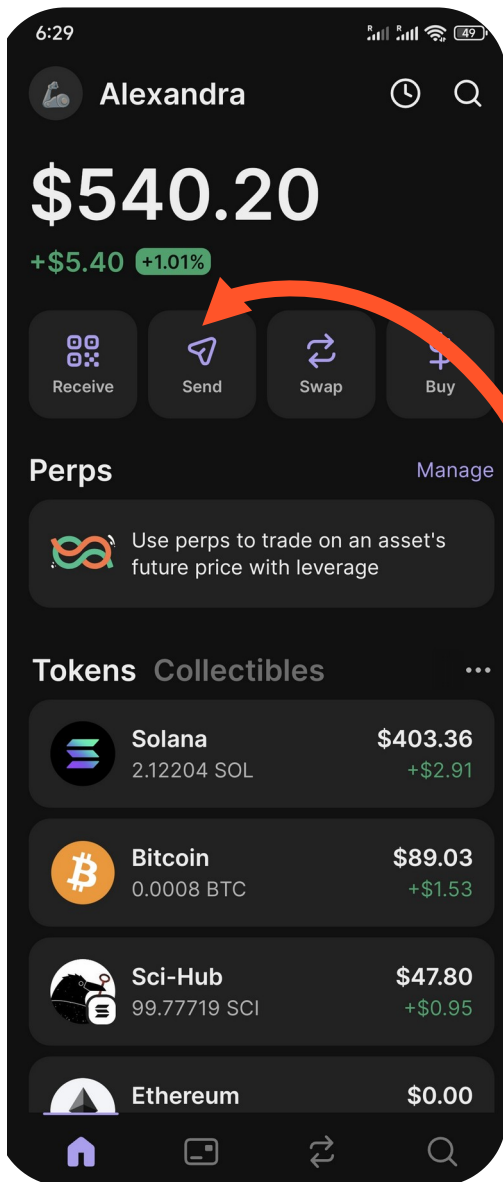 6:29
R R 49
Alexandra
$540.20
+$5.40 +1.01%
Receive Send Swap Buy
Perps Manage
Use perps to trade on an asset's
future price with leverage
Tokens Collectibles
Solana $403.36
2.12204 SOL +$2.91
Bitcoin $89.03
0.0008 BTC +$1.53
Sci-Hub $47.80
99.77719 SCI +$0.95
Ethereum $0.00